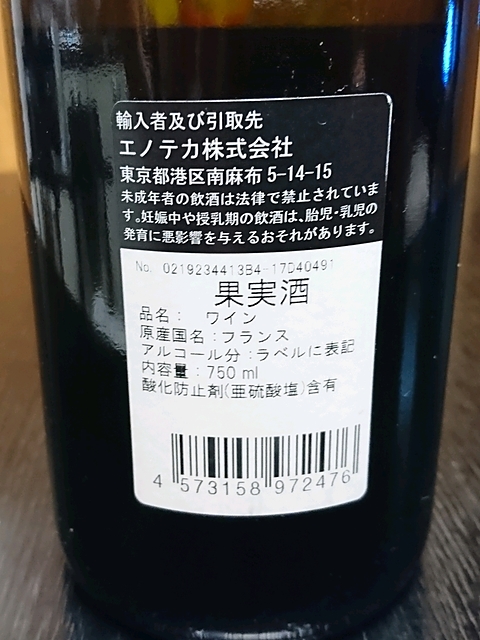 輸入者及び引取先
エノテカ株式会社
東京都港区南麻布 5-14-15
未成年者の飲酒は法律で禁止されていま
す。妊娠中や授乳期の飲酒は、胎児・乳児の
発育に悪影響を与えるおそれがあります。
No. 0219234413B4-17D40491
果実酒
品名： ワイン
原産国名：フランス
アルコール分：ラベルに表記
内容量：750 ml
酸化防止剤(亜硫酸塩)含有
4 573158 972476